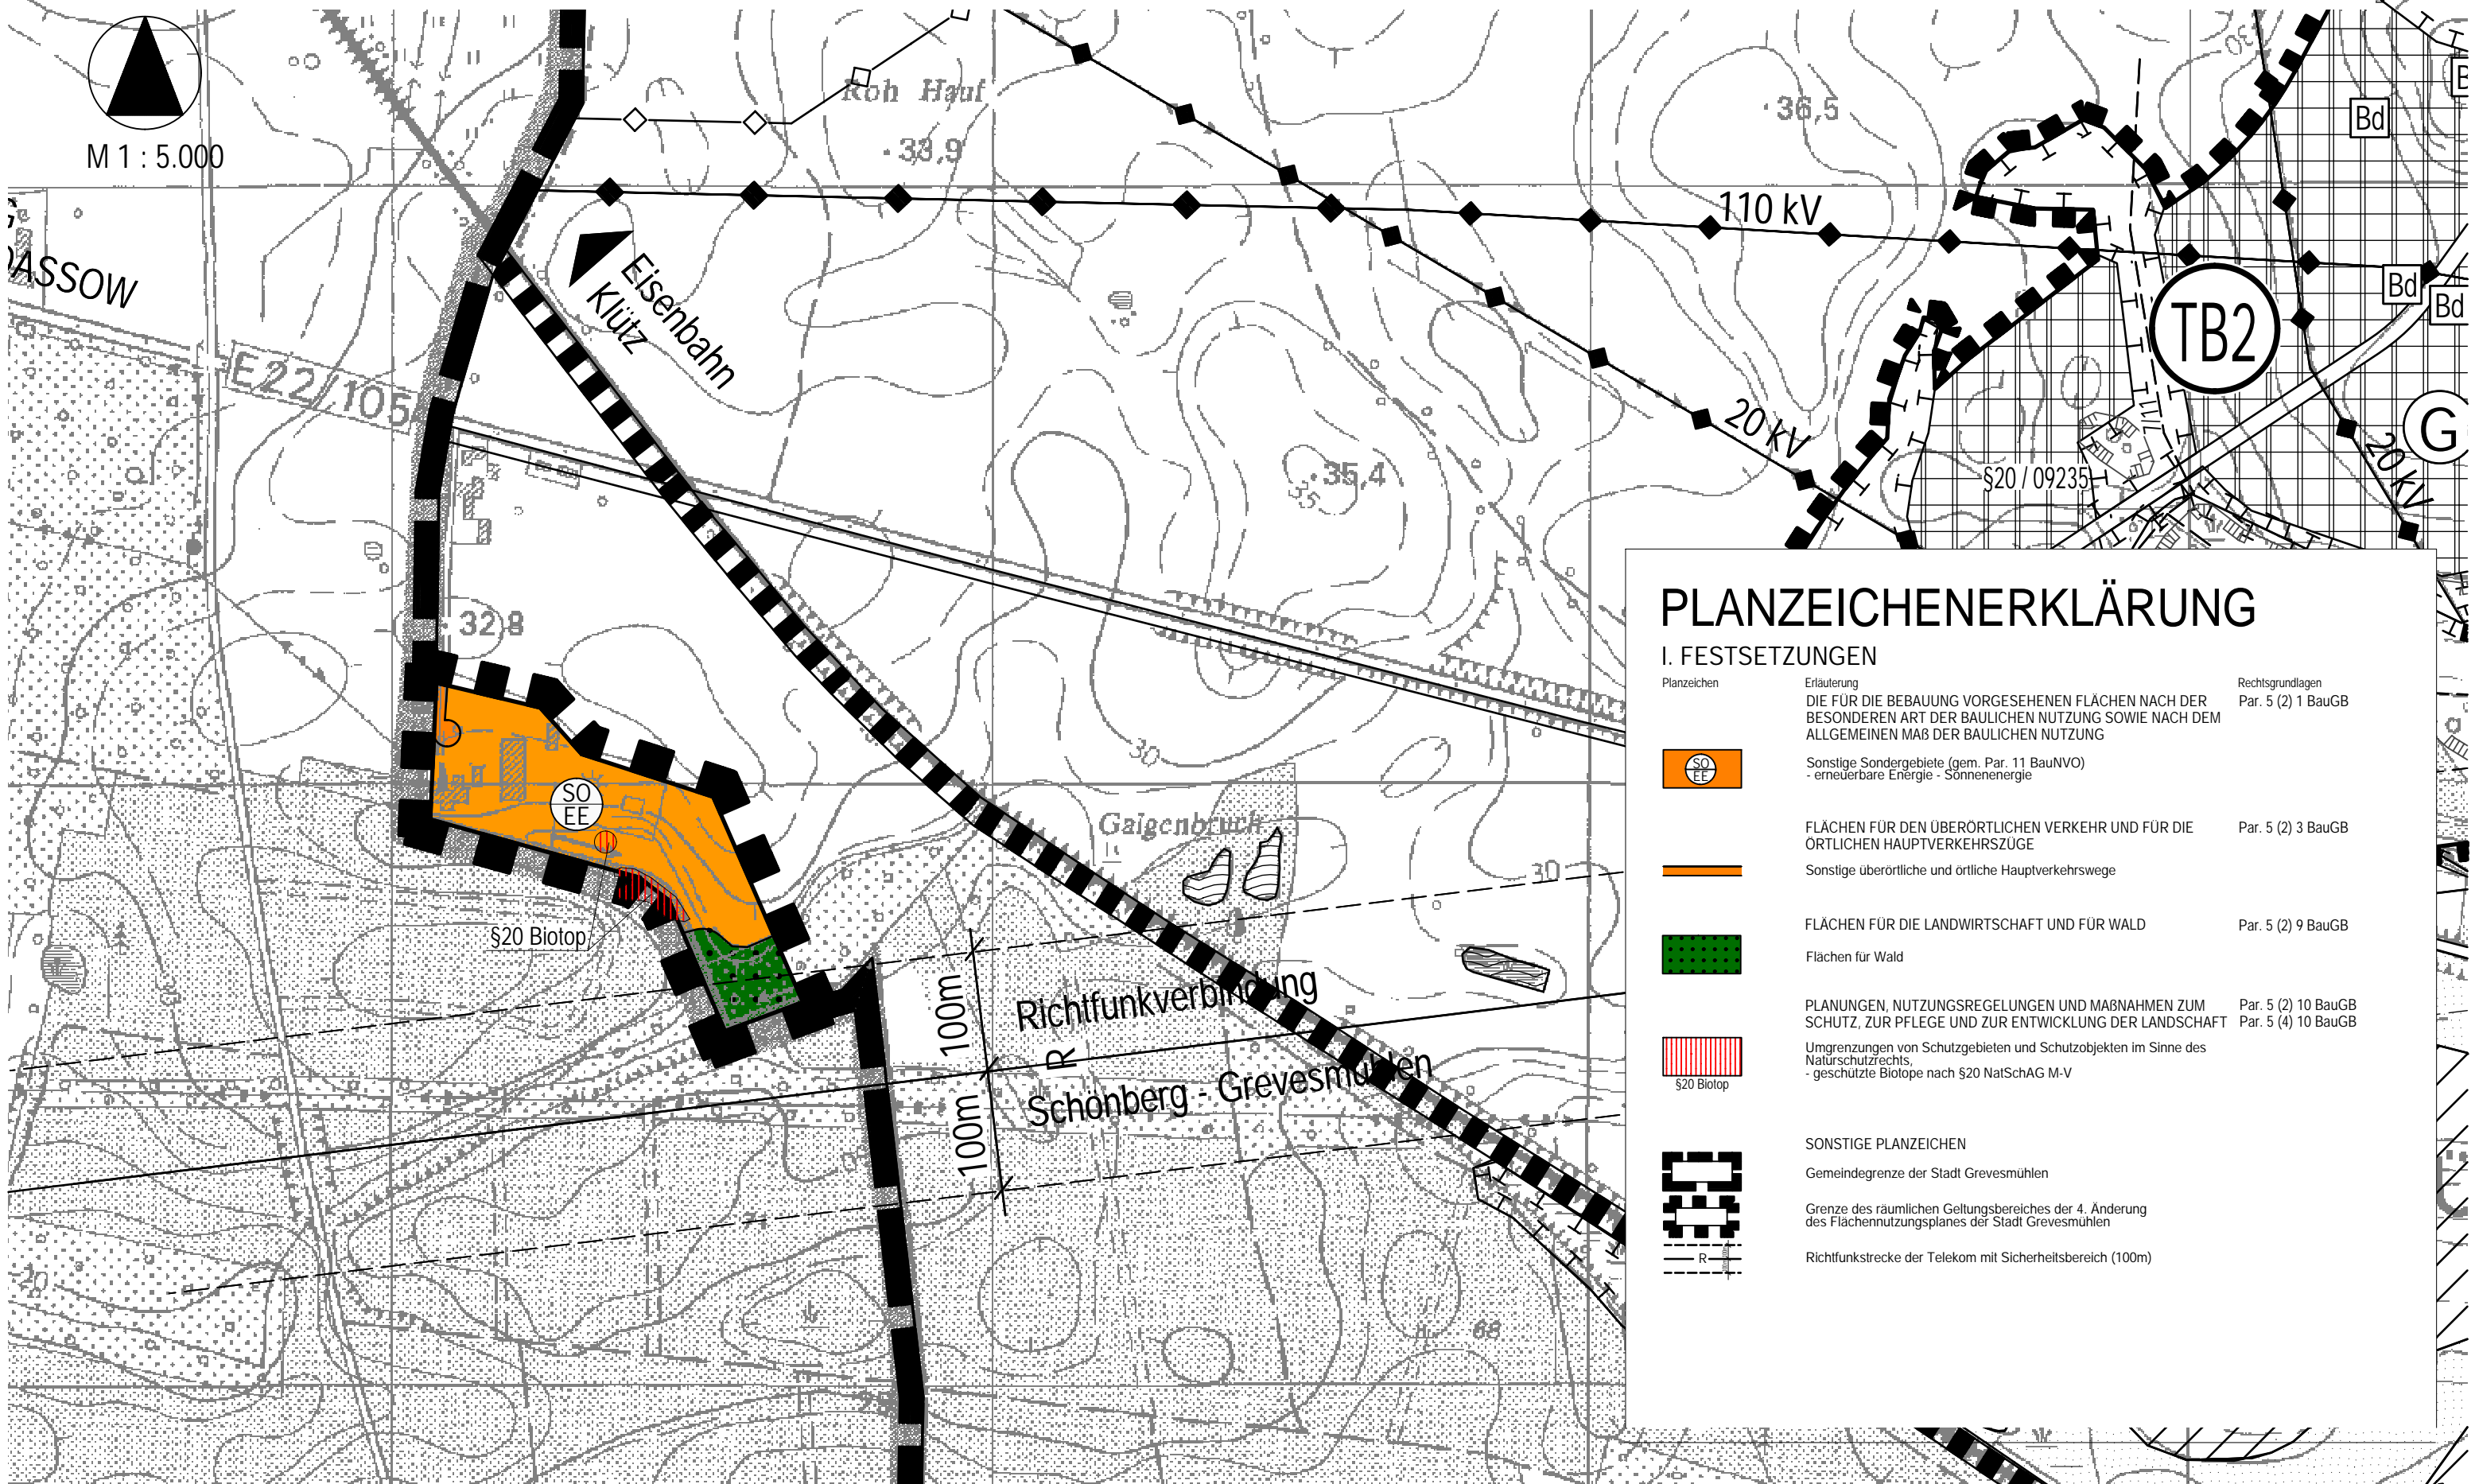 M 1 : 5.000
DASSOW
E 22/105
Roh Hauf
33,9
36,5
110 kV
Eisenbahn
Klütz
20 kV
35,4
35
TB2
Bd
Bd
Bd
G
20 kV
§20 / 09235
30
32,8
SO
EE
§20 Biotop
30
Galgenbruch
30
100m
100m
Richtfunkverbindung
R
Schönberg - Grevesmühlen
20
68
PLANZEICHENERKLÄRUNG
I. FESTSETZUNGEN
Planzeichen Erläuterung Rechtsgrundlagen
DIE FÜR DIE BEBAUUNG VORGESEHENEN FLÄCHEN NACH DER Par. 5 (2) 1 BauGB
BESONDEREN ART DER BAULICHEN NUTZUNG SOWIE NACH DEM
ALLGEMEINEN MAß DER BAULICHEN NUTZUNG
SO
EE
Sonstige Sondergebiete (gem. Par. 11 BauNVO)
- erneuerbare Energie - Sonnenenergie
FLÄCHEN FÜR DEN ÜBERÖRTLICHEN VERKEHR UND FÜR DIE Par. 5 (2) 3 BauGB
ÖRTLICHEN HAUPTVERKEHRSZÜGE
Sonstige überörtliche und örtliche Hauptverkehrswege
FLÄCHEN FÜR DIE LANDWIRTSCHAFT UND FÜR WALD Par. 5 (2) 9 BauGB
Flächen für Wald
PLANUNGEN, NUTZUNGSREGELUNGEN UND MAßNAHMEN ZUM Par. 5 (2) 10 BauGB
SCHUTZ, ZUR PFLEGE UND ZUR ENTWICKLUNG DER LANDSCHAFT Par. 5 (4) 10 BauGB
Umgrenzungen von Schutzgebieten und Schutzobjekten im Sinne des
Naturschutzrechts,
- geschützte Biotope nach §20 NatSchAG M-V
§20 Biotop
SONSTIGE PLANZEICHEN
Gemeindegrenze der Stadt Grevesmühlen
Grenze des räumlichen Geltungsbereiches der 4. Änderung
des Flächennutzungsplanes der Stadt Grevesmühlen
R
Richtfunkstrecke der Telekom mit Sicherheitsbereich (100m)